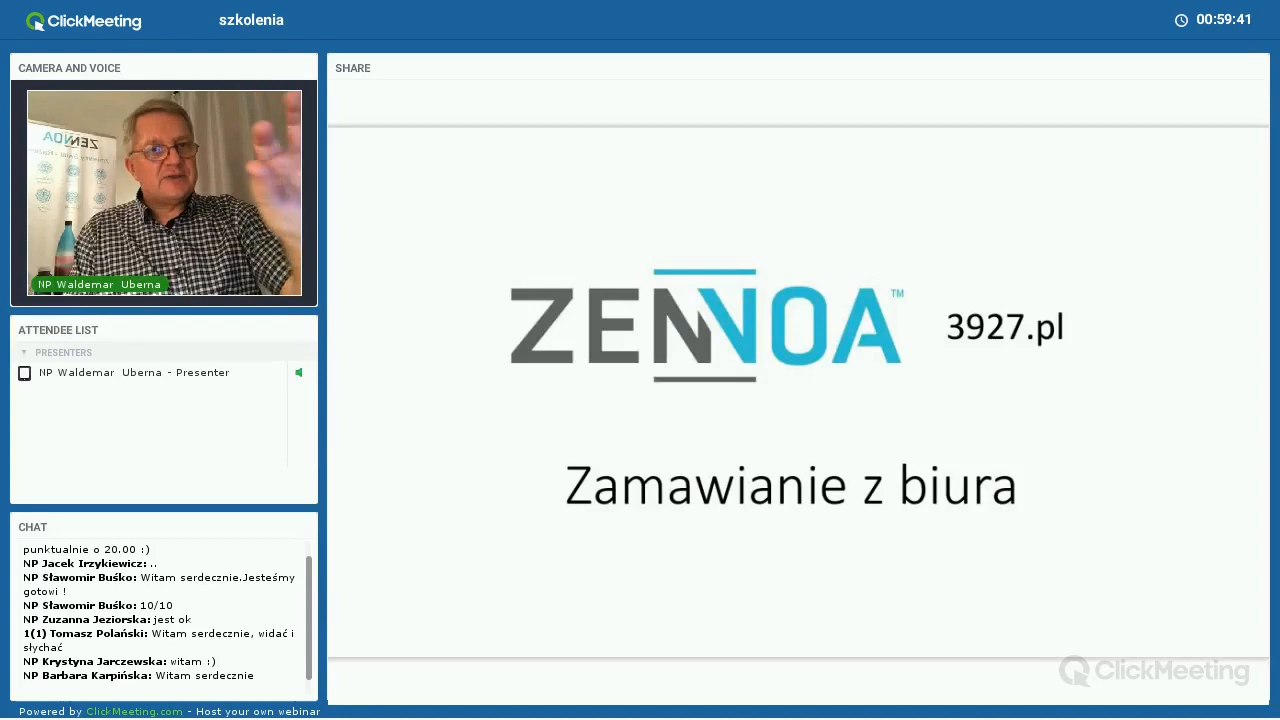 ClickMeeting
szkolenia
00:59:41
CAMERA AND VOICE
ZENNOA
NP Waldemar Uberna
ATTENDEE LIST
PRESENTERS
NP Waldemar Uberna - Presenter
CHAT
punktualnie o 20.00 :)
NP Jacek Irzykiewicz: ..
NP Sławomir Buśko: Witam serdecznie.Jesteśmy
gotowi !
NP Sławomir Buśko: 10/10
NP Zuzanna Jeziorska: jest ok
1(1) Tomasz Polański: Witam serdecznie, widać i
słychać
NP Krystyna Jarczewska: witam :)
NP Barbara Karpińska: Witam serdecznie
Powered by ClickMeeting.com - Host your own webinar
SHARE
ZENNOA™ 3927.pl
Zamawianie z biura
ClickMeeting